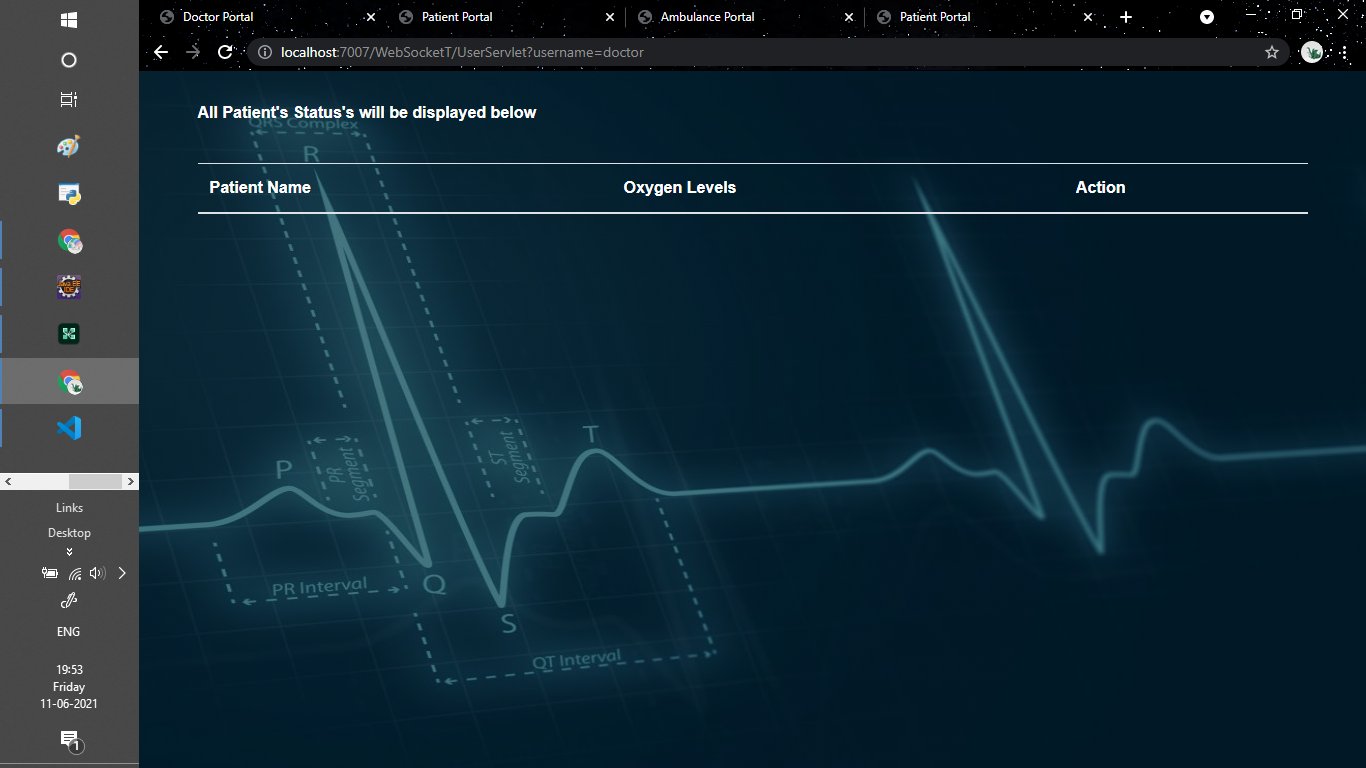 Doctor Portal
Patient Portal
Ambulance Portal
Patient Portal
localhost:7007/WebSocketT/UserServlet?username=doctor
All Patient's Status's will be displayed below
QRS Complex
R
Patient Name
Oxygen Levels
Action
P
PR
Segment
ST
Segment
T
PR Interval
Q
S
QT Interval
Links
Desktop
ENG
19:53
Friday
11-06-2021
1